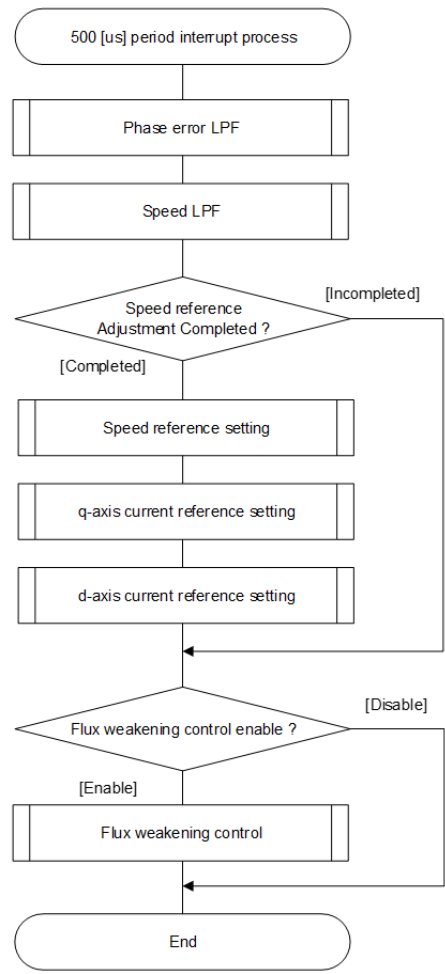 500 [us] period interrupt process
Phase error LPF
Speed LPF
Speed reference
Adjustment Completed ?
[Incompleted]
[Completed]
Speed reference setting
q-axis current reference setting
d-axis current reference setting
Flux weakening control enable ?
[Disable]
[Enable]
Flux weakening control
End